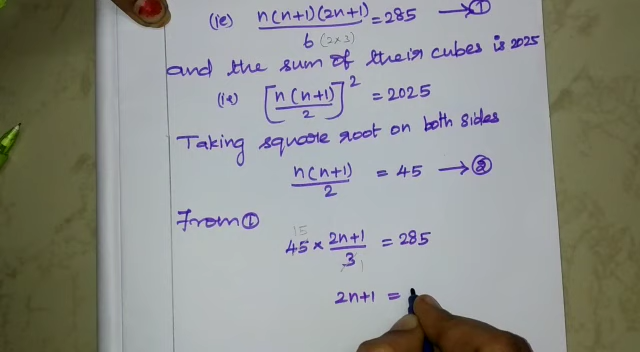 (ie) n(n+1)(2n+1)/6 (2×3) = 285 → ①
and the sum of their cubes is 2025
(ie) [n(n+1)/2]² = 2025
Taking square root on both sides
n(n+1)/2 = 45 → ②
From ①
15
45 × 2n+1/3 = 285
1
2n+1 =